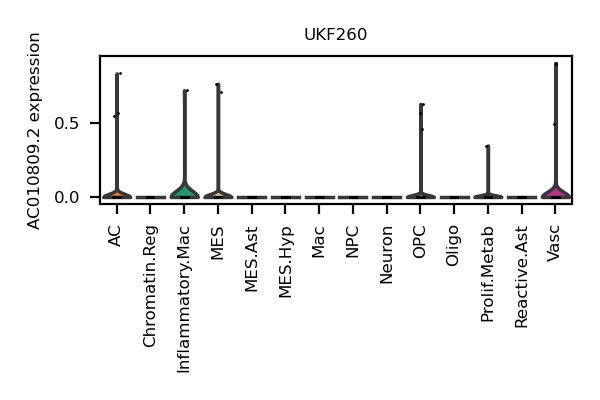 UKF260
AC010809.2 expression
0.5
0.0
AC
Chromatin.Reg
Inflammatory.Mac
MES
MES.Ast
MES.Hyp
Mac
NPC
Neuron
OPC
Oligo
Prolif.Metab
Reactive.Ast
Vasc